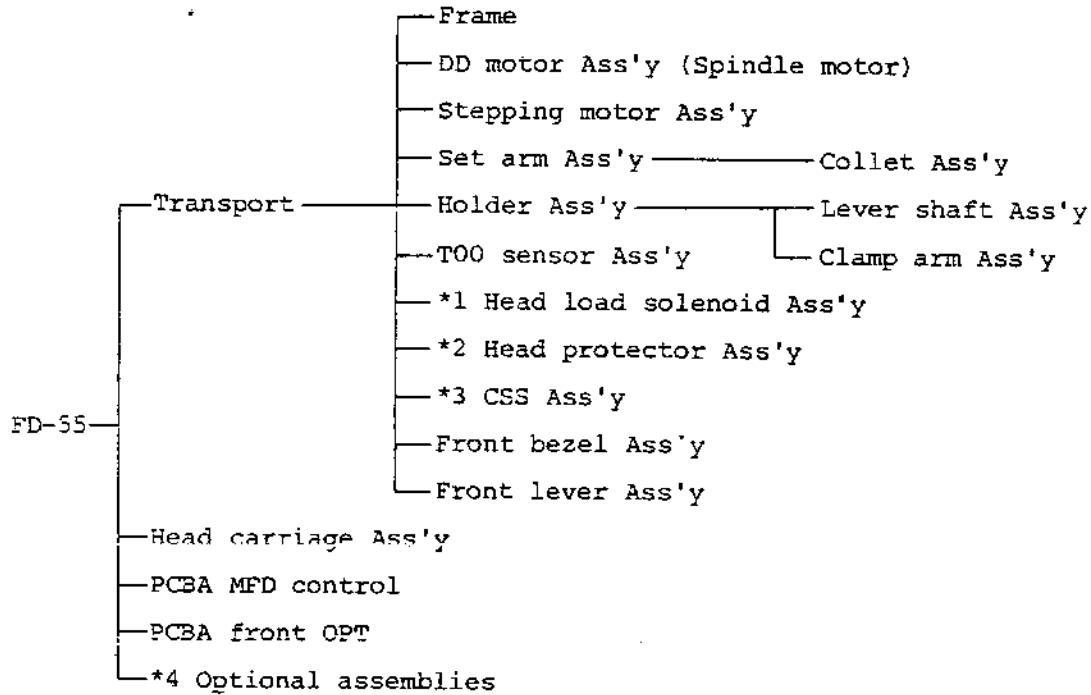 Frame
DD motor Ass'y (Spindle motor)
Stepping motor Ass'y
Set arm Ass'y Collet Ass'y
Transport Holder Ass'y Lever shaft Ass'y
T00 sensor Ass'y Clamp arm Ass'y
*1 Head load solenoid Ass'y
*2 Head protector Ass'y
*3 CSS Ass'y
FD-55
Front bezel Ass'y
Front lever Ass'y
Head carriage Ass'y
PCBA MFD control
PCBA front OPT
*4 Optional assemblies